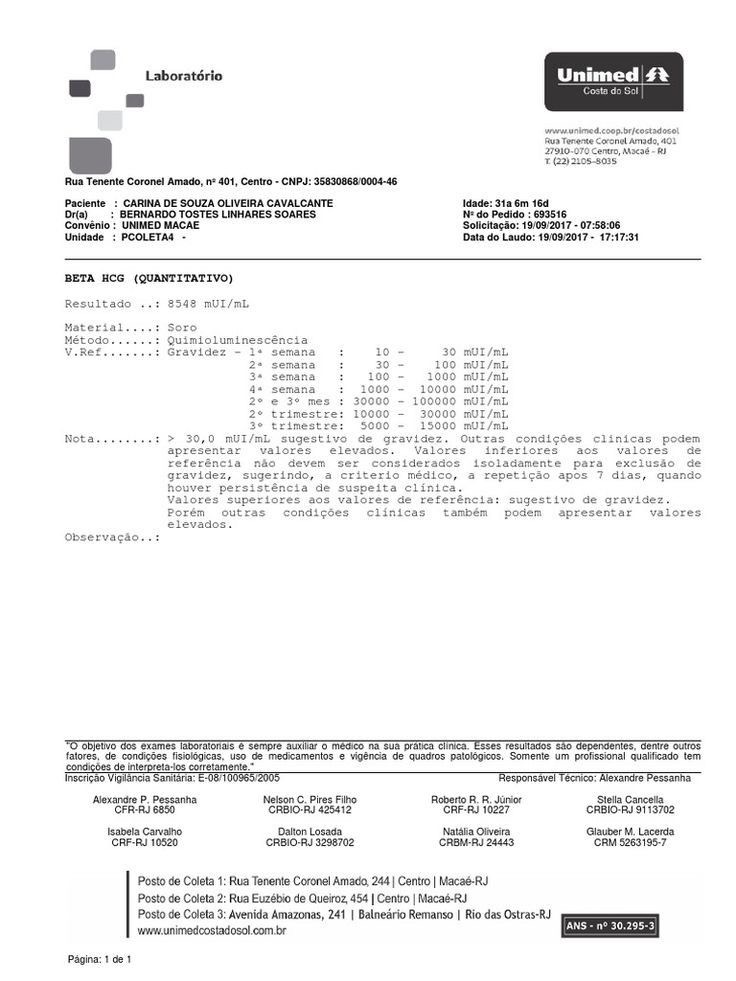 Laboratório
Unimed
Costa do Sol
www.unimed.coop.br/costadosol
Rua Tenente Coronel Amado, 401
27910-070 Centro, Macaé - RJ
T. (22) 2105-8035
Rua Tenente Coronel Amado, nº 401, Centro - CNPJ: 35830868/0004-46
Paciente : CARINA DE SOUZA OLIVEIRA CAVALCANTE
Idade: 31a 6m 16d
Dr(a) : BERNARDO TOSTES LINHARES SOARES
Nº do Pedido : 693516
Convênio : UNIMED MACAE
Solicitação: 19/09/2017 - 07:58:06
Unidade : PCOLETA4 -
Data do Laudo: 19/09/2017 - 17:17:31
BETA HCG (QUANTITATIVO)
Resultado ..: 8548 mUI/mL
Material....: Soro
Método......: Quimioluminescência
V.Ref.......: Gravidez - 1ª semana : 10 - 30 mUI/mL
2ª semana : 30 - 100 mUI/mL
3ª semana : 100 - 1000 mUI/mL
4ª semana : 1000 - 10000 mUI/mL
2º e 3º mes : 30000 - 100000 mUI/mL
2º trimestre: 10000 - 30000 mUI/mL
3º trimestre: 5000 - 15000 mUI/mL
Nota........: > 30,0 mUI/mL sugestivo de gravidez. Outras condições clinicas podem
apresentar valores elevados. Valores inferiores aos valores de
referência não devem ser considerados isoladamente para exclusão de
gravidez, sugerindo, a criterio médico, a repetição apos 7 dias, quando
houver persistência de suspeita clínica.
Valores superiores aos valores de referência: sugestivo de gravidez.
Porém outras condições clínicas também podem apresentar valores
elevados.
Observação..:
"O objetivo dos exames laboratoriais é sempre auxiliar o médico na sua prática clínica. Esses resultados são dependentes, dentre outros
fatores, de condições fisiológicas, uso de medicamentos e vigência de quadros patológicos. Somente um profissional qualificado tem
condições de interpreta-los corretamente."
Inscrição Vigilância Sanitária: E-08/100965/2005
Responsável Técnico: Alexandre Pessanha
Alexandre P. Pessanha
Nelson C. Pires Filho
Roberto R. R. Júnior
Stella Cancella
CFR-RJ 6850
CRBIO-RJ 425412
CRF-RJ 10227
CRBIO-RJ 9113702
Isabela Carvalho
Dalton Losada
Natália Oliveira
Glauber M. Lacerda
CRF-RJ 10520
CRBIO-RJ 3298702
CRBM-RJ 24443
CRM 5263195-7
Posto de Coleta 1: Rua Tenente Coronel Amado, 244 | Centro | Macaé-RJ
Posto de Coleta 2: Rua Euzébio de Queiroz, 454 | Centro | Macaé-RJ
Posto de Coleta 3: Avenida Amazonas, 241 | Balneário Remanso | Rio das Ostras-RJ
www.unimedcostadosol.com.br
ANS - nº 30.295-3
Página: 1 de 1